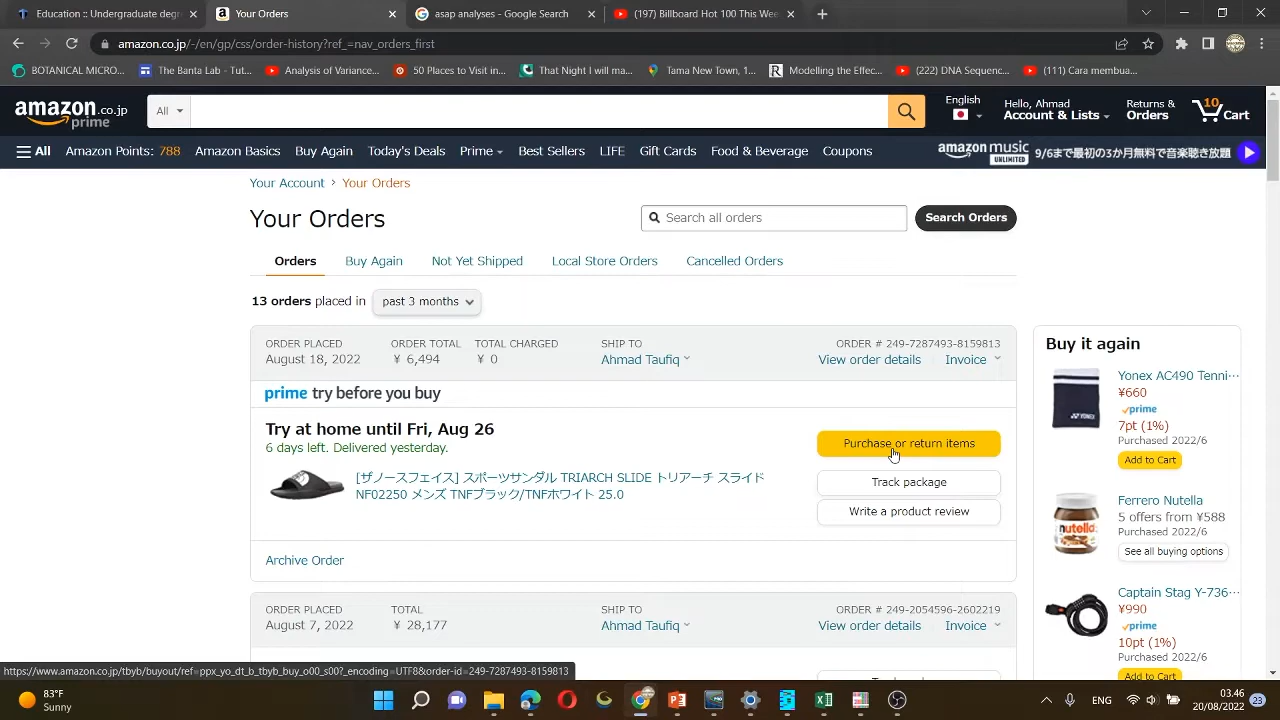 Education :: Undergraduate degr
Your Orders
asap analyses - Google Search
(197) Billboard Hot 100 This Wee
amazon.co.jp/-/en/gp/css/order-history?ref_=nav_orders_first
BOTANICAL MICRO...
The Banta Lab - Tut...
Analysis of Variance...
50 Places to Visit in...
That Night I will ma...
Tama New Town, 1...
Modelling the Effec...
(222) DNA Sequenc...
(111) Cara membua...
amazon.co.jp
prime
All
English
Hello, Ahmad
Account & Lists
Returns &
Orders
10
Cart
All
Amazon Points: 788
Amazon Basics
Buy Again
Today's Deals
Prime
Best Sellers
LIFE
Gift Cards
Food & Beverage
Coupons
amazon music
UNLIMITED
9/6まで最初の3か月無料で音楽聴き放題
Your Account › Your Orders
Your Orders
Search all orders
Search Orders
Orders
Buy Again
Not Yet Shipped
Local Store Orders
Cancelled Orders
13 orders placed in past 3 months
ORDER PLACED
August 18, 2022
ORDER TOTAL
¥ 6,494
TOTAL CHARGED
¥ 0
SHIP TO
Ahmad Taufiq
ORDER # 249-7287493-8159813
View order details
Invoice
prime try before you buy
Try at home until Fri, Aug 26
6 days left. Delivered yesterday.
[ザノースフェイス] スポーツサンダル TRIARCH SLIDE トリアーチ スライド
NF02250 メンズ TNFブラック/TNFホワイト 25.0
Purchase or return items
Track package
Write a product review
Archive Order
ORDER PLACED
August 7, 2022
TOTAL
¥ 28,177
SHIP TO
Ahmad Taufiq
ORDER # 249-2054596-2602219
View order details
Invoice
Buy it again
Yonex AC490 Tenni…
¥660
prime
7pt (1%)
Purchased 2022/6
Add to Cart
nutella
Ferrero Nutella
5 offers from ¥588
Purchased 2022/6
See all buying options
Captain Stag Y-736…
¥990
prime
10pt (1%)
Purchased 2022/6
Add to Cart
https://www.amazon.co.jp/tbyb/buyout/ref=ppx_yo_dt_b_tbyb_buy_o00_s00?_encoding=UTF8&order-id=249-7287493-8159813
83°F
Sunny
ENG
03.46
20/08/2022
23